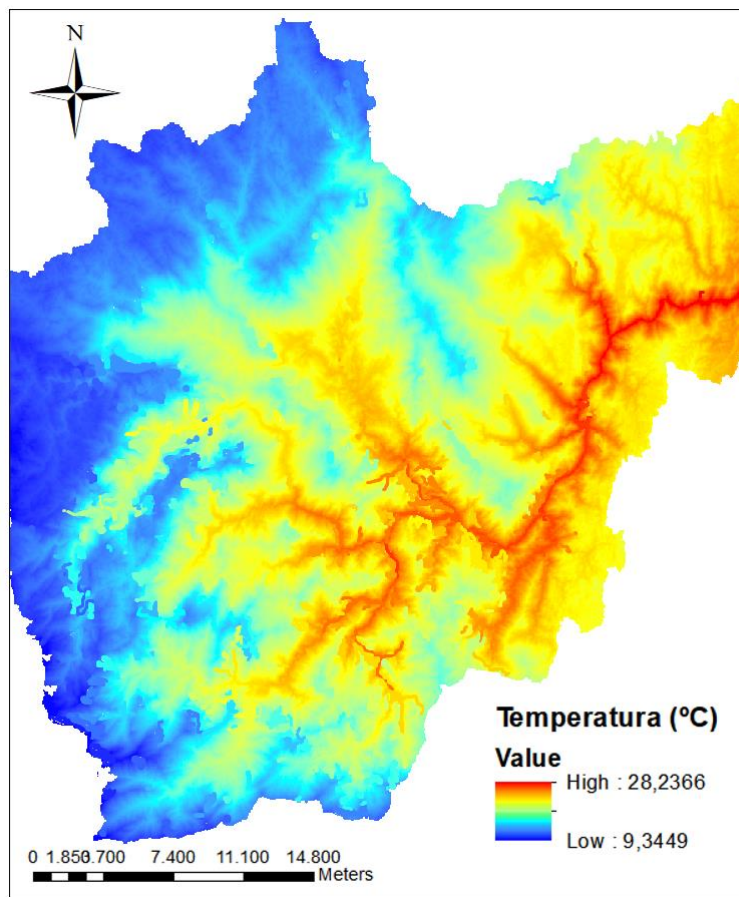 N
Temperatura (ºC)
Value
High : 28,2366
Low : 9,3449
0 1.850 3.700 7.400 11.100 14.800
Meters